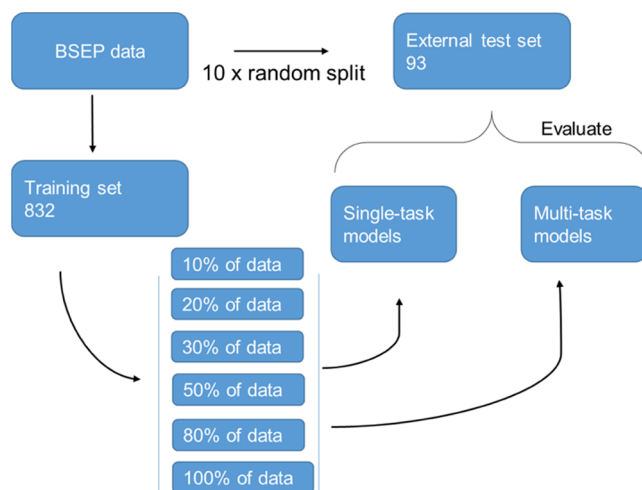 BSEP data
10 x random split
External test set
93
Evaluate
Training set
832
Single-task
models
Multi-task
models
10% of data
20% of data
30% of data
50% of data
80% of data
100% of data